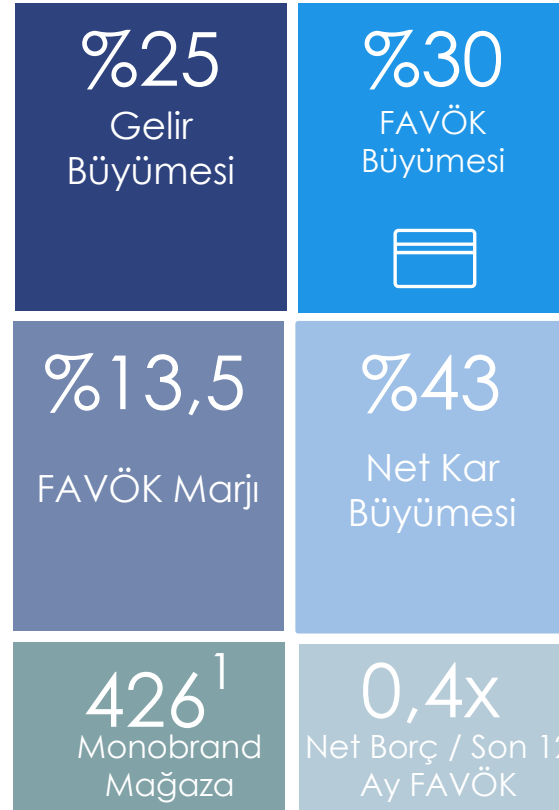 %25
Gelir
Büyümesi
%30
FAVÖK
Büyümesi
%13,5
FAVÖK Marjı
%43
Net Kar
Büyümesi
426¹
Monobrand
Mağaza
0,4x
Net Borç / Son 12
Ay FAVÖK